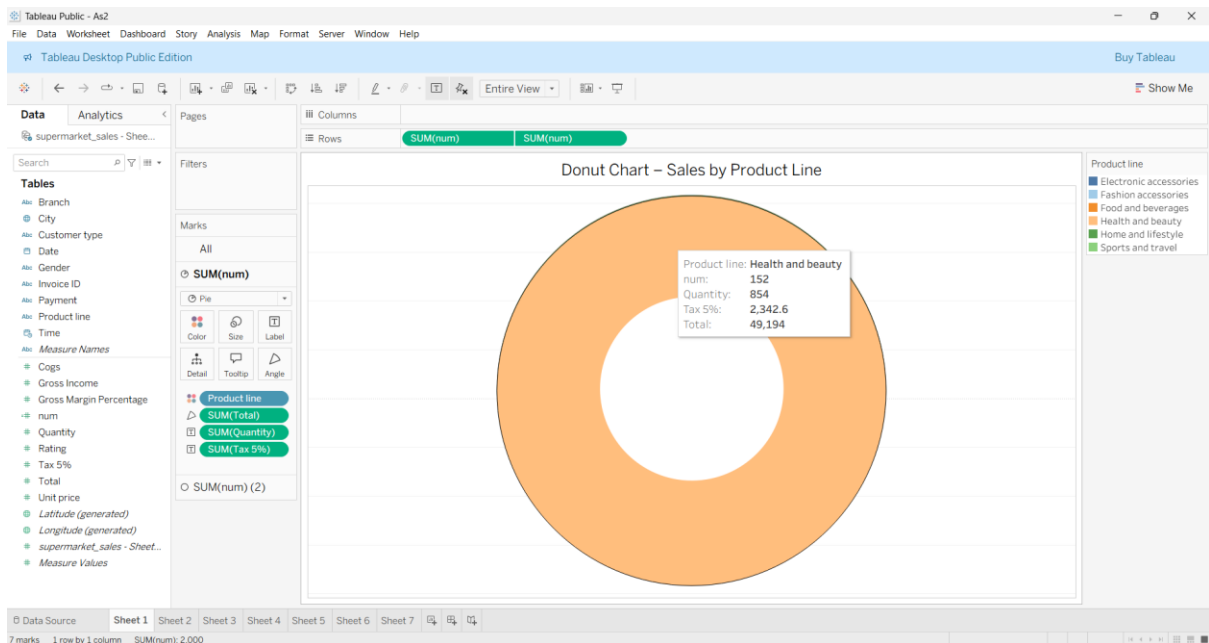 Tableau Public - As2
File Data Worksheet Dashboard Story Analysis Map Format Server Window Help
Tableau Desktop Public Edition
Buy Tableau
Entire View
Show Me
Data
Analytics
supermarket_sales - Shee...
Search
Tables
Abc Branch
City
Abc Customer type
Date
Abc Gender
Abc Invoice ID
Abc Payment
Abc Product line
Time
Abc Measure Names
# Cogs
# Gross Income
# Gross Margin Percentage
=# num
# Quantity
# Rating
# Tax 5%
# Total
# Unit price
Latitude (generated)
Longitude (generated)
# supermarket_sales - Sheet...
# Measure Values
Pages
Filters
Marks
All
SUM(num)
Pie
Color Size Label
Detail Tooltip Angle
Product line
SUM(Total)
SUM(Quantity)
SUM(Tax 5%)
SUM(num) (2)
Columns
Rows
SUM(num) SUM(num)
Donut Chart – Sales by Product Line
Product line: Health and beauty
num: 152
Quantity: 854
Tax 5%: 2,342.6
Total: 49,194
Product line
Electronic accessories
Fashion accessories
Food and beverages
Health and beauty
Home and lifestyle
Sports and travel
Data Source Sheet 1 Sheet 2 Sheet 3 Sheet 4 Sheet 5 Sheet 6 Sheet 7
7 marks 1 row by 1 column SUM(num): 2,000